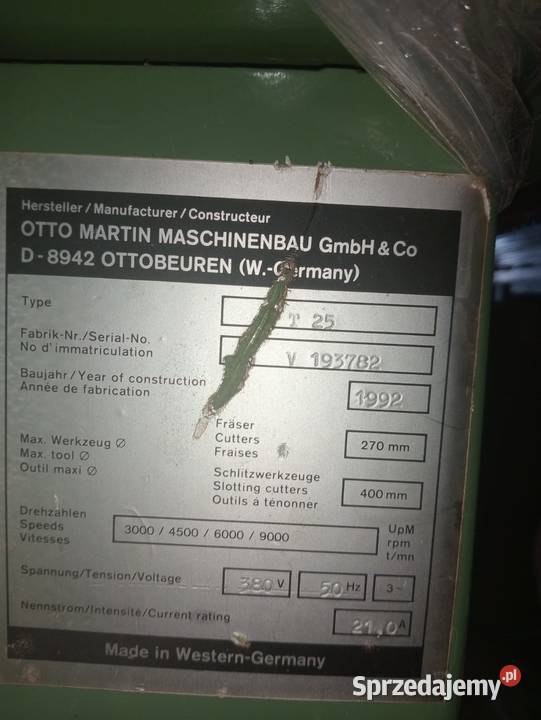 Hersteller/Manufacturer/Constructeur
OTTO MARTIN MASCHINENBAU GmbH & Co
D-8942 OTTOBEUREN (W.-Germany)
Type T 25
Fabrik-Nr./Serial-No.
No d'immatriculation V 193782
Baujahr/Year of construction
Année de fabrication 1992
Max. Werkzeug Ø
Max. tool Ø
Outil maxi Ø
Fräser
Cutters
Fraises
270 mm
Schlitzwerkzeuge
Slotting cutters
Outils à ténonner
400 mm
Drehzahlen
Speeds
Vitesses
3000 / 4500 / 6000 / 9000
UpM
rpm
t/mn
Spannung/Tension/Voltage 380 V 50 Hz 3~
Nennstrom/Intensité/Current rating 21,0 A
Made in Western-Germany
Sprzedajemy.pl